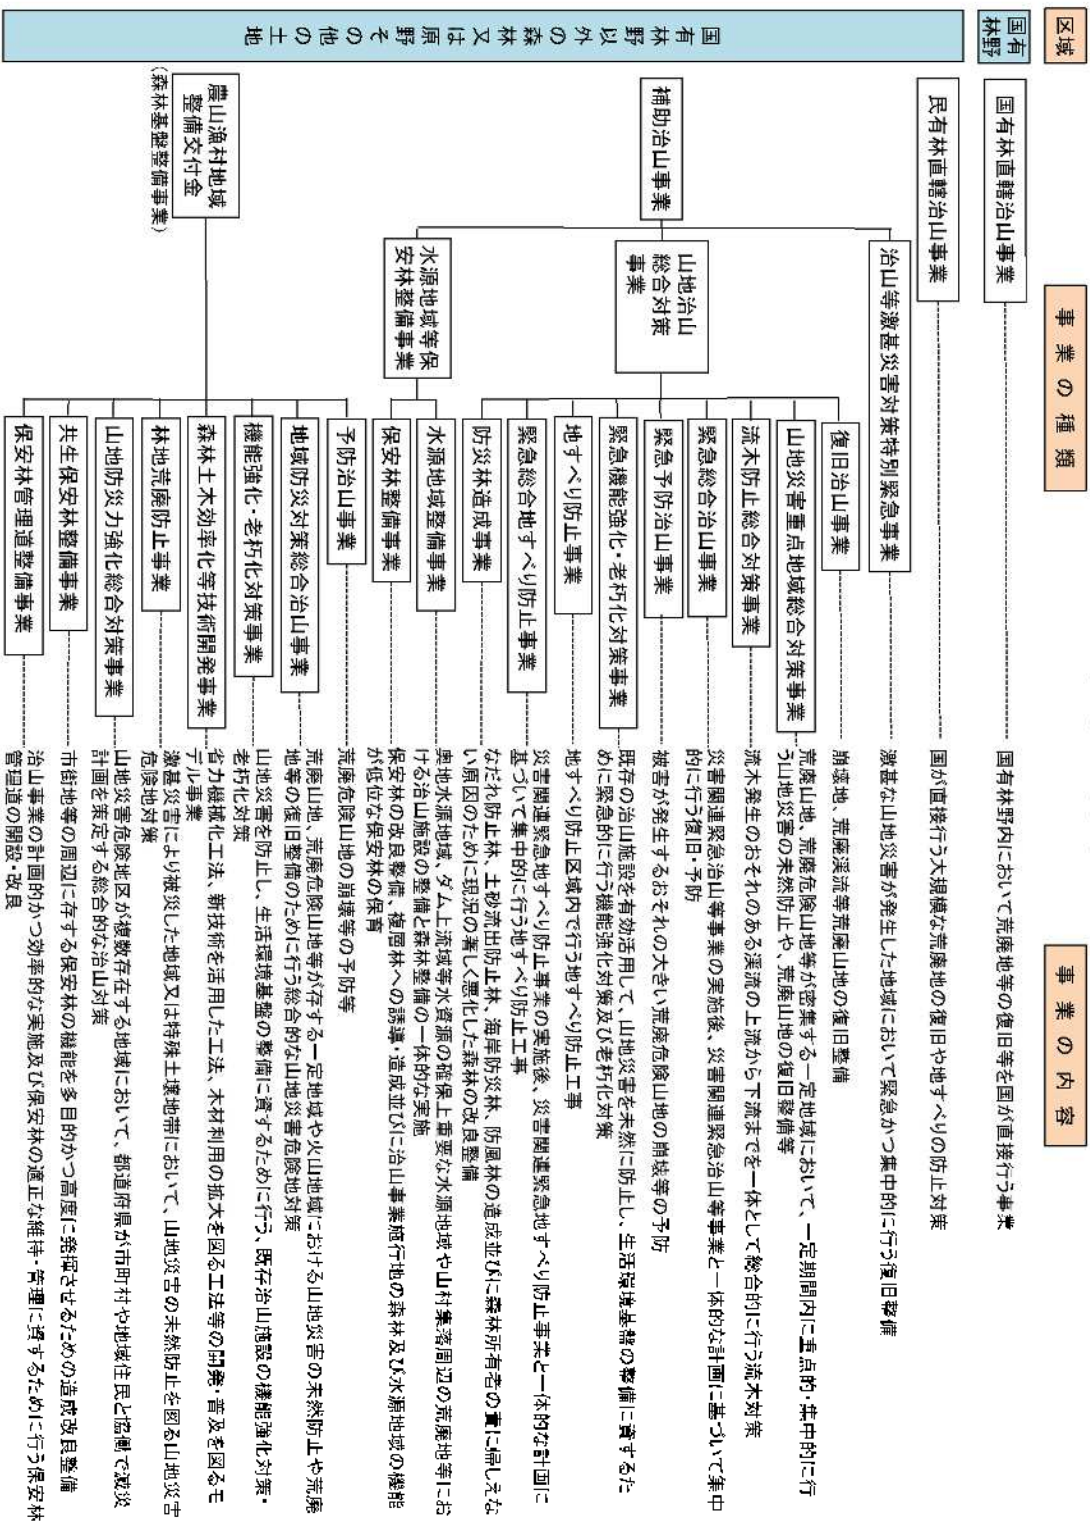 区域
事業の種類
事業の内容
国有
林野
国有林直轄治山事業
国有林野内において荒廃地等の復旧等を国が直接行う事業
国有林野以外の森林又は原野その他の土地
民有林直轄治山事業
国が直接行う大規模な荒廃地の復旧や地すべりの防止対策
補助治山事業
治山等激甚災害対策特別緊急事業
激甚な山地災害が発生した地域において緊急かつ集中的に行う復旧整備
山地治山
総合対策
事業
復旧治山事業
崩壊地、荒廃渓流等荒廃山地の復旧整備
山地災害重点地域総合対策事業
荒廃山地、荒廃危険山地等が密集する一定地域において、一定期間内に重点的・集中的に行
う山地災害の未然防止や、荒廃山地の復旧整備等
流木防止総合対策事業
流木発生のおそれのある渓流の上流から下流までを一体として総合的に行う流木対策
緊急総合治山事業
災害関連緊急治山等事業の実施後、災害関連緊急治山等事業と一体的な計画に基づいて集中
的に行う復旧・予防
緊急予防治山事業
被害が発生するおそれの大きい荒廃危険山地の崩壊等の予防
緊急機能強化・老朽化対策事業
既存の治山施設を有効活用して、山地災害を未然に防止し、生活環境基盤の整備に資するた
めに緊急的に行う機能強化対策及び老朽化対策
地すべり防止事業
地すべり防止区域内で行う地すべり防止工事
緊急総合地すべり防止事業
災害関連緊急地すべり防止事業の実施後、災害関連緊急地すべり防止事業と一体的な計画に
基づいて集中的に行う地すべり防止工事
防災林造成事業
なだれ防止林、土砂流出防止林、海岸防災林、防風林の造成並びに森林所有者の責に帰しえな
い原因のために現況の著しく悪化した森林の改良整備
水源地域等保
安林整備事業
水源地域整備事業
奥地水源地域、ダム上流域等水資源の確保上重要な水源地域や山村集落周辺の荒廃地等にお
ける治山施設の整備と森林整備の一体的な実施
保安林整備事業
保安林の改良整備、複層林への誘導・造成並びに治山事業施行地の森林及び水源地域の機能
が低位な保安林の保育
農山漁村地域
整備交付金
（森林基盤整備事業）
予防治山事業
荒廃危険山地の崩壊等の予防等
地域防災対策総合治山事業
荒廃山地、荒廃危険山地等が存する一定地域や火山地域における山地災害の未然防止や荒廃
地等の復旧整備のために行う総合的な山地災害危険地対策
機能強化・老朽化対策事業
山地災害を防止し、生活環境基盤の整備に資するために行う、既存治山施設の機能強化対策・
老朽化対策
森林土木効率化等技術開発事業
省力機械化工法、新技術を活用した工法、木材利用の拡大を図る工法等の開発・普及を図るモ
デル事業
林地荒廃防止事業
激甚災害により被災した地域又は特殊土壌地帯において、山地災害の未然防止を図る山地災害
危険地対策
山地防災力強化総合対策事業
山地災害危険地区が複数存在する地域において、都道府県が市町村や地域住民と協働で減災
計画を策定する総合的な治山対策
共生保安林整備事業
市街地等の周辺に存する保安林の機能を多目的かつ高度に発揮させるための造成改良整備
保安林管理道整備事業
治山事業の計画的かつ効率的な実施及び保安林の適正な維持・管理に資するために行う保安林
管理道の開設・改良